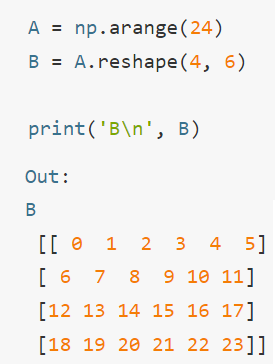 A = np.arange(24)
B = A.reshape(4, 6)
print('B\n', B)
Out:
B
[[ 0 1 2 3 4 5]
[ 6 7 8 9 10 11]
[12 13 14 15 16 17]
[18 19 20 21 22 23]]